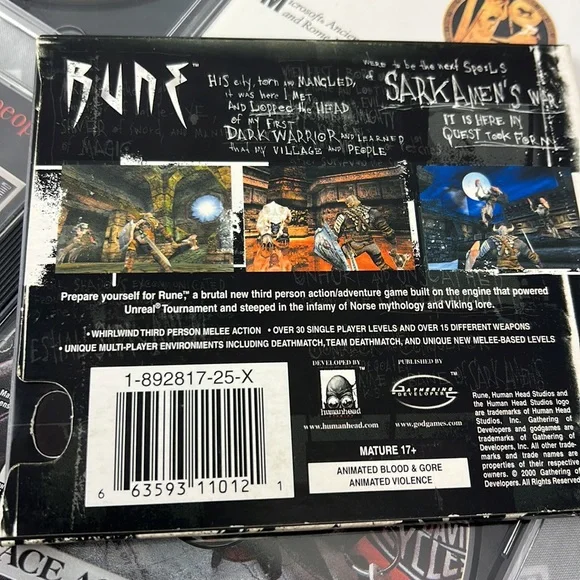 Microsofts, Ancien
and Rome
RUNE™
HIS city, torn and MANGLED,
it was here I MET
AND Lopped the HEAD
of my FIRST
DARK WARRIOR and learned
that my VILLAGE and PEOPLE
were to be the next Spoils
of SARKAMEN'S WAR.
IT IS HERE MY
QUEST TOOK FORM
Prepare yourself for Rune,™ a brutal new third person action/adventure game built on the engine that powered
Unreal® Tournament and steeped in the infamy of Norse mythology and Viking lore.
• WHIRLWIND THIRD PERSON MELEE ACTION • OVER 30 SINGLE PLAYER LEVELS AND OVER 15 DIFFERENT WEAPONS
• UNIQUE MULTI-PLAYER ENVIRONMENTS INCLUDING DEATHMATCH, TEAM DEATHMATCH, AND UNIQUE NEW MELEE-BASED LEVELS
1-892817-25-X
6 63593 11012 1
DEVELOPED BY
humanhead
www.humanhead.com
PUBLISHED BY
GATHERING
OF DEVELOPERS
www.godgames.com
MATURE 17+
ANIMATED BLOOD & GORE
ANIMATED VIOLENCE
Rune, Human Head Studios and
the Human Head Studios logo
are trademarks of Human Head
Studios, Inc. Gathering of
Developers and godgames are
trademarks of Gathering of
Developers, Inc. All other trade-
marks and trade names are
properties of their respective
owners. © 2000 Gathering of
Developers. All Rights Reserved
ACE A